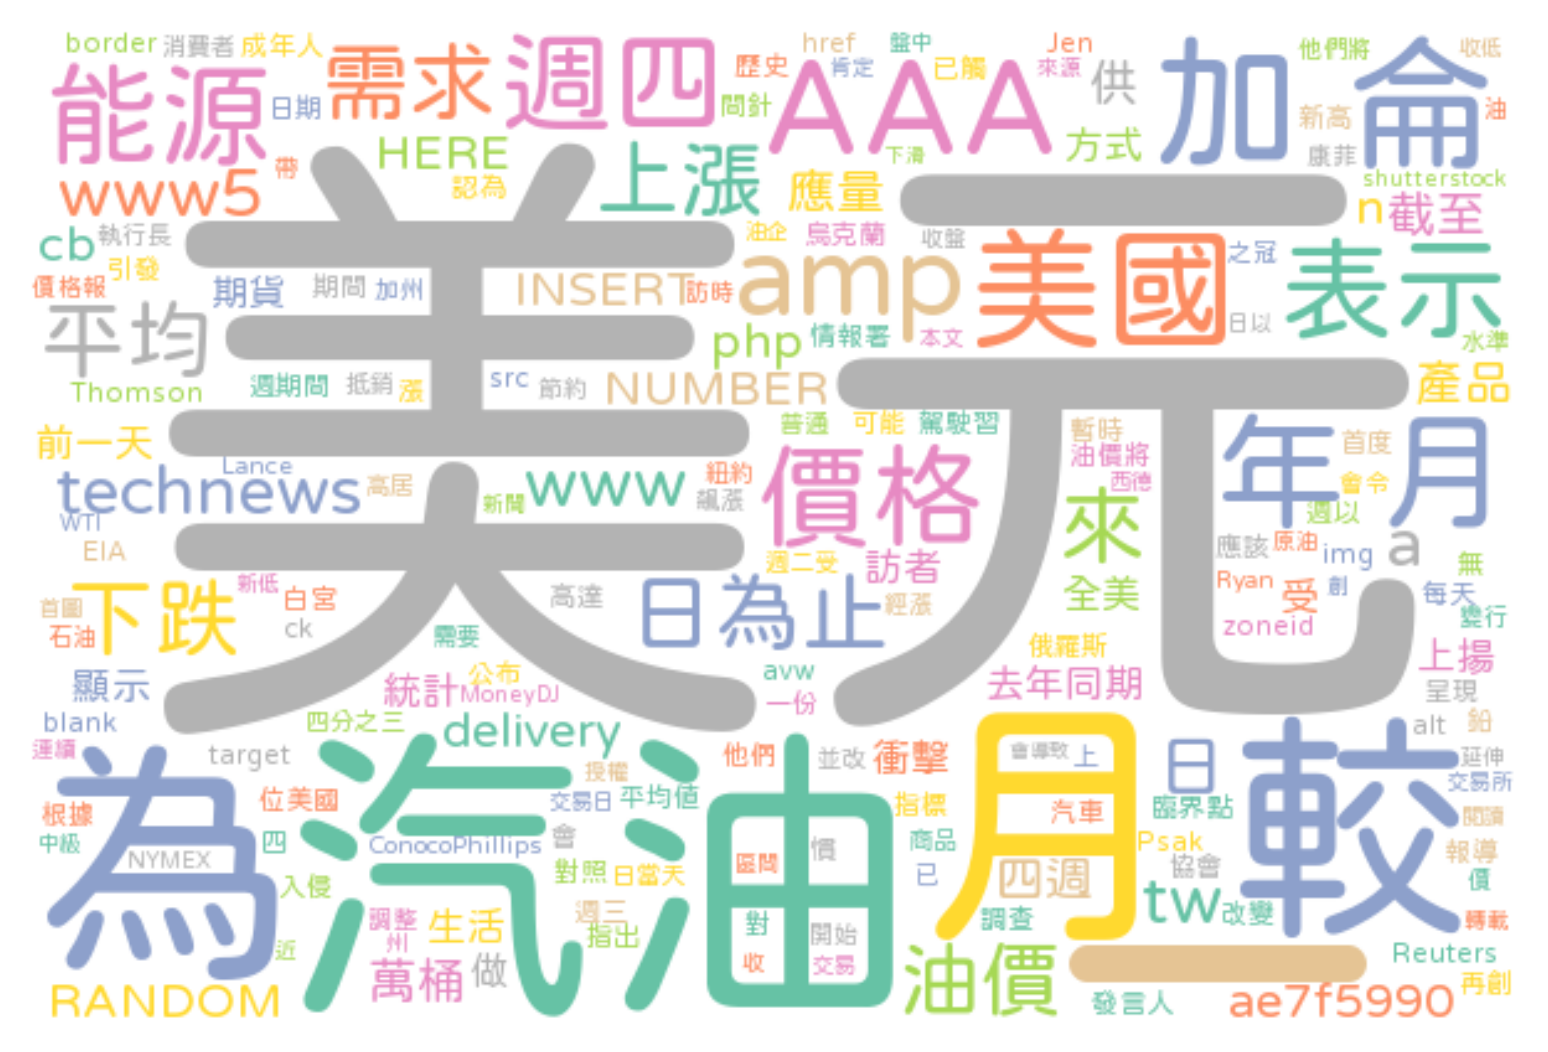 border 消費者 成年人 需求 週四 歷史 href 盤中 Jen 他們將 收低
能源 日期 AAA 肯定 已觸 來源 供 加侖
HERE 問針 方式 新高 油
www5 帶 認為 上漲 應量 下滑 康菲 shutterstock
一 n 截至
cb 執行長 油企 烏克蘭 收盤 之冠
價格報 引發 期貨 期間 加州 INSERT 訪時 amp 美國 表示
平均 php 情報署 本文 日以 水準
Thomson 週期間 抵銷 漲 src 節約 NUMBER 產品
前一天 普通 可能 駕駛習 暫時 年 首度 月
technews Lance 高居 美元 新聞 www 紐約 飆漲 價格 油價將 西德 會令
WTI 來 週以
EIA 週二受 訪者 應該 原油 img a 無
下跌 新低 白宮 高達 日為止 經漲 全美 Ryan 受 創 每天
首圖 石油 ck 需要 zoneid 變行
俄羅斯 上揚
顯示 統計 公布 MoneyDJ avw 一份 去年同期 呈現
blank 四分之三 delivery alt 鉛
連續 target 他們 並改 衝擊 會導致 上 日 較 延伸
為 汽油 月 位美國 授權 交易日 平均值 指標 汽車 臨界點 交易所
根據 閱讀
中級 NYMEX 四 ConocoPhillips 會 區間 慣 商品 Psak 報導
入侵 對照 日當天 已 四週 協會 價
調整 州 生活 週三 指出 對 開始 調查 tw 改變 轉載
近 萬桶 做 收 交易 油價 一 Reuters
RANDOM 發言人 ae7f5990 再創